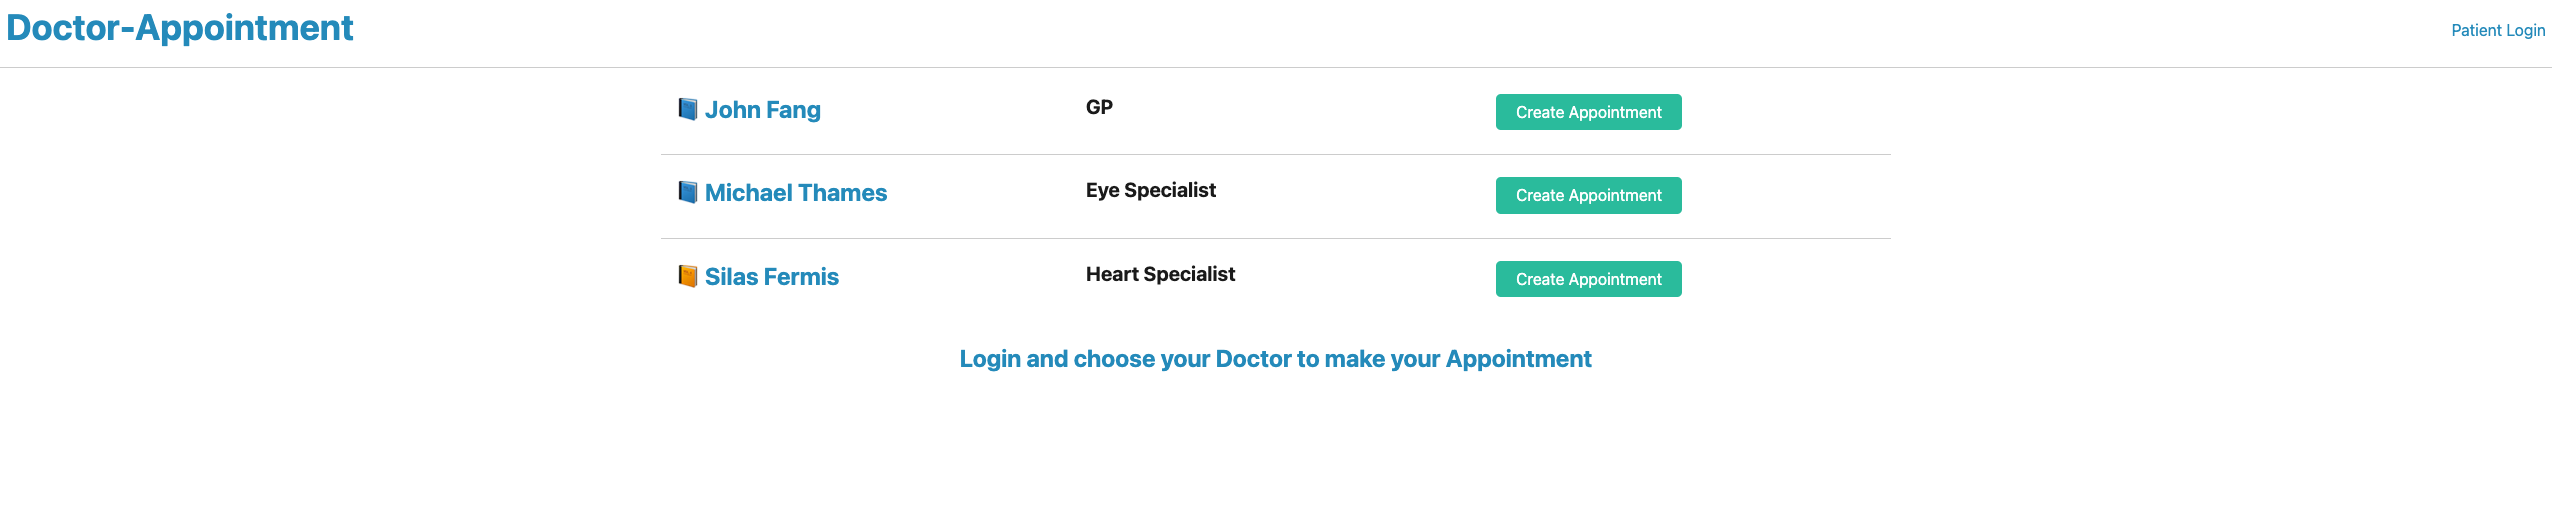 Doctor-Appointment
Patient Login
John Fang GP Create Appointment
Michael Thames Eye Specialist Create Appointment
Silas Fermis Heart Specialist Create Appointment
Login and choose your Doctor to make your Appointment